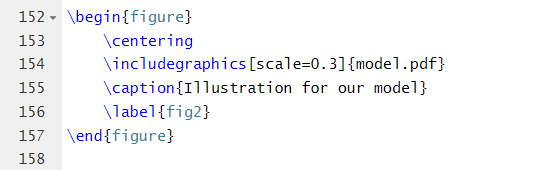 152 \begin{figure}
153     \centering
154     \includegraphics[scale=0.3]{model.pdf}
155     \caption{Illustration for our model}
156     \label{fig2}
157 \end{figure}
158